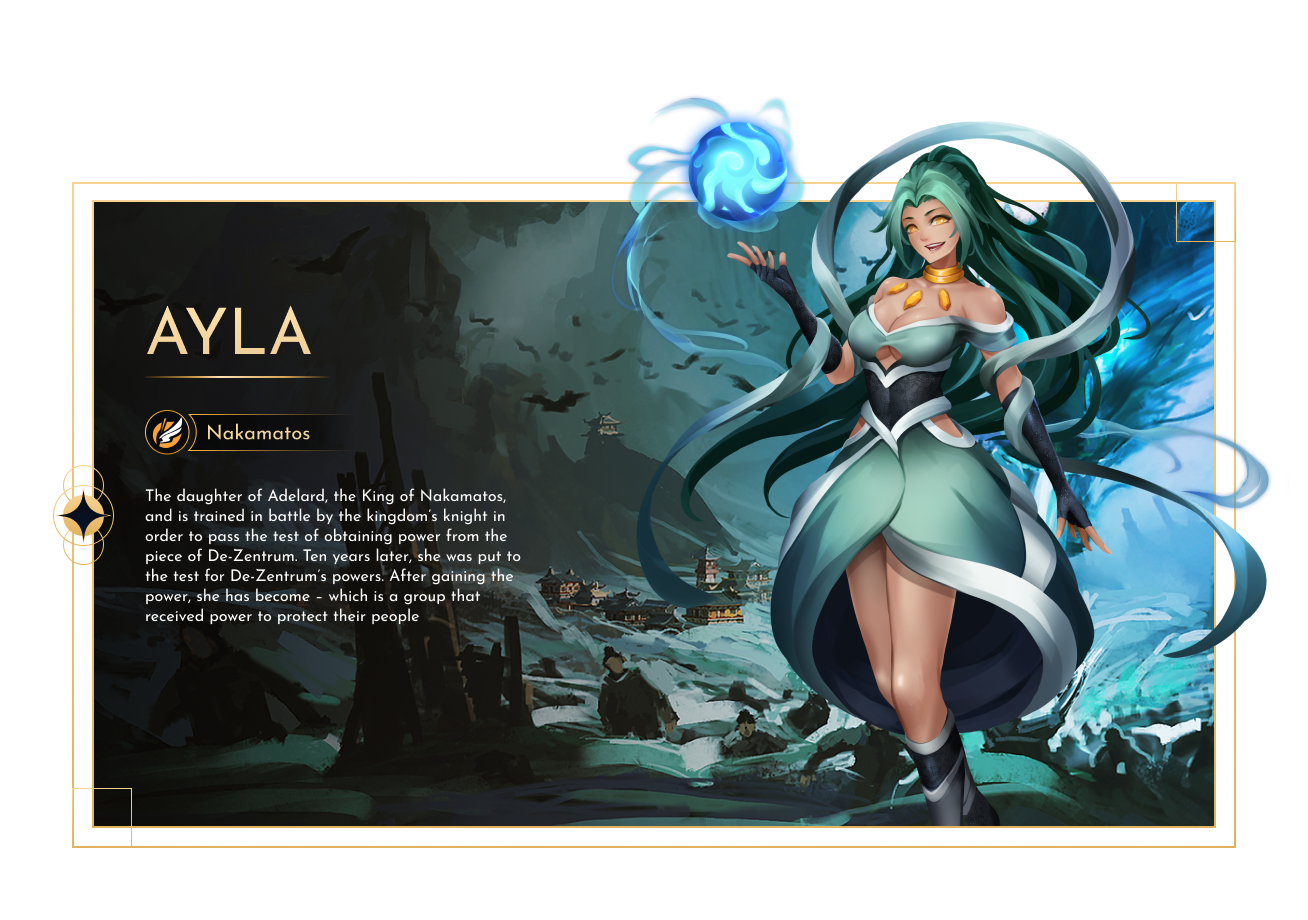 AYLA
Nakamatos
The daughter of Adelard, the King of Nakamatos,
and is trained in battle by the kingdom's knight in
order to pass the test of obtaining power from the
piece of De-Zentrum. Ten years later, she was put to
the test for De-Zentrum's powers. After gaining the
power, she has become – which is a group that
received power to protect their people